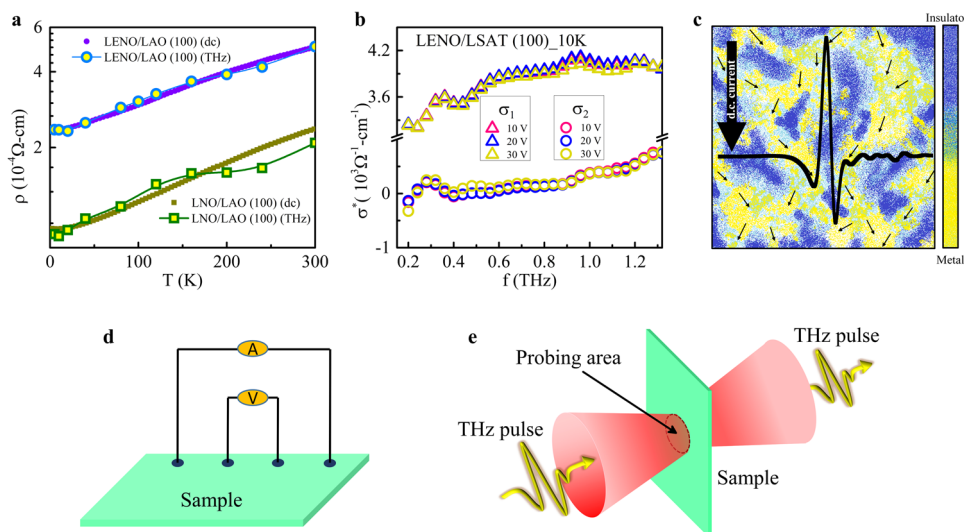 a
6
4
2
ρ (10⁻⁴Ω-cm)
LENO/LAO (100) (dc)
LENO/LAO (100) (THz)
LNO/LAO (100) (dc)
LNO/LAO (100) (THz)
0 100 200 300
T (K)
b
LENO/LSAT (100)_10K
4.2
3.6
0
-1
σ* ( 10³Ω⁻¹-cm⁻¹)
σ₁ σ₂
10 V 10 V
20 V 20 V
30 V 30 V
0.2 0.4 0.6 0.8 1.0 1.2
f (THz)
c
Insulato
d.c. current
Metal
d
A
V
Sample
e
THz pulse
Probing area
THz pulse
Sample